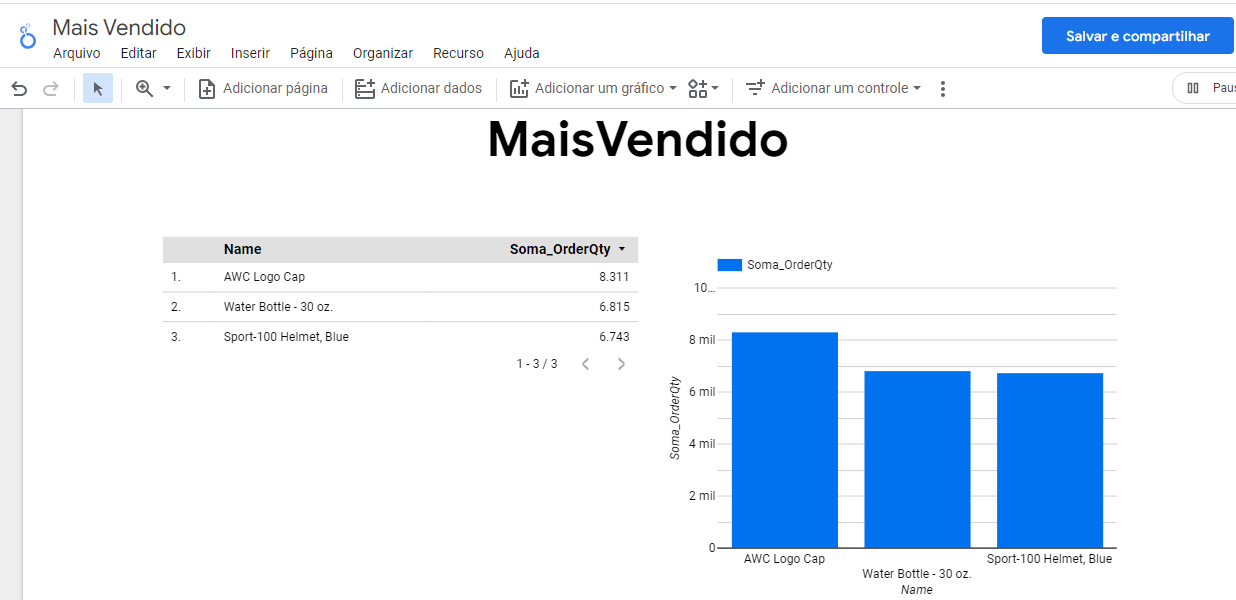 Mais Vendido
Arquivo Editar Exibir Inserir Página Organizar Recurso Ajuda
Salvar e compartilhar
Adicionar página Adicionar dados Adicionar um gráfico Adicionar um controle Paus
MaisVendido
Name Soma_OrderQty
1. AWC Logo Cap 8.311
2. Water Bottle - 30 oz. 6.815
3. Sport-100 Helmet, Blue 6.743
1 - 3 / 3
Soma_OrderQty
10...
8 mil
6 mil
4 mil
2 mil
0
Soma_OrderQty
AWC Logo Cap
Water Bottle - 30 oz.
Sport-100 Helmet, Blue
Name